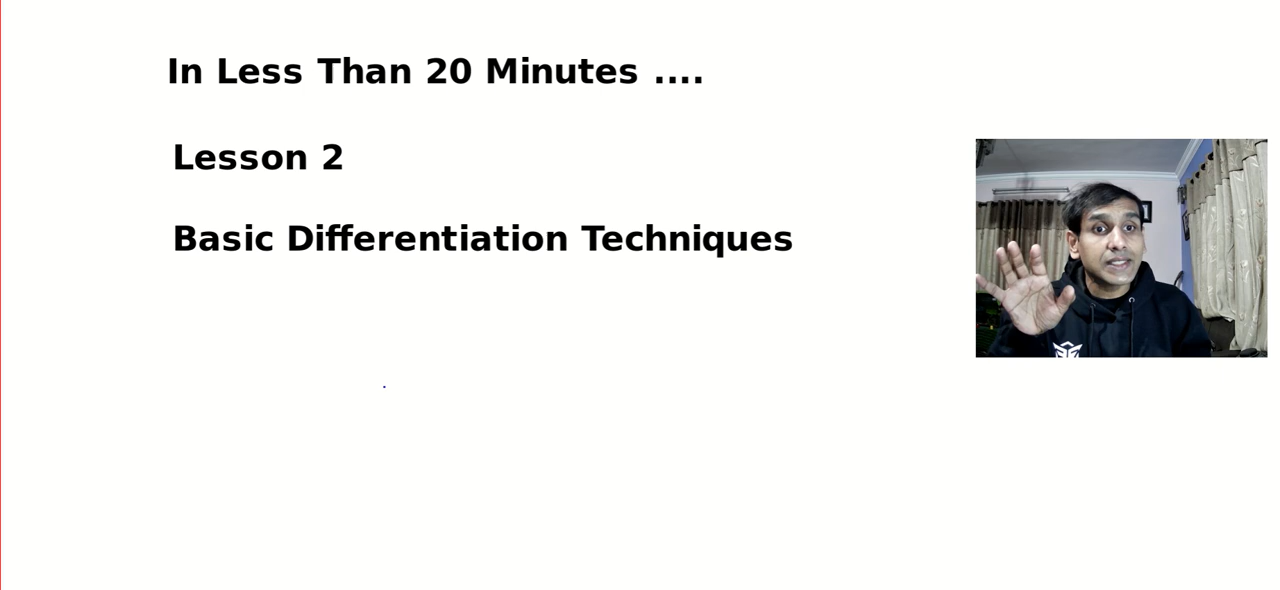 In Less Than 20 Minutes ....
Lesson 2
Basic Differentiation Techniques